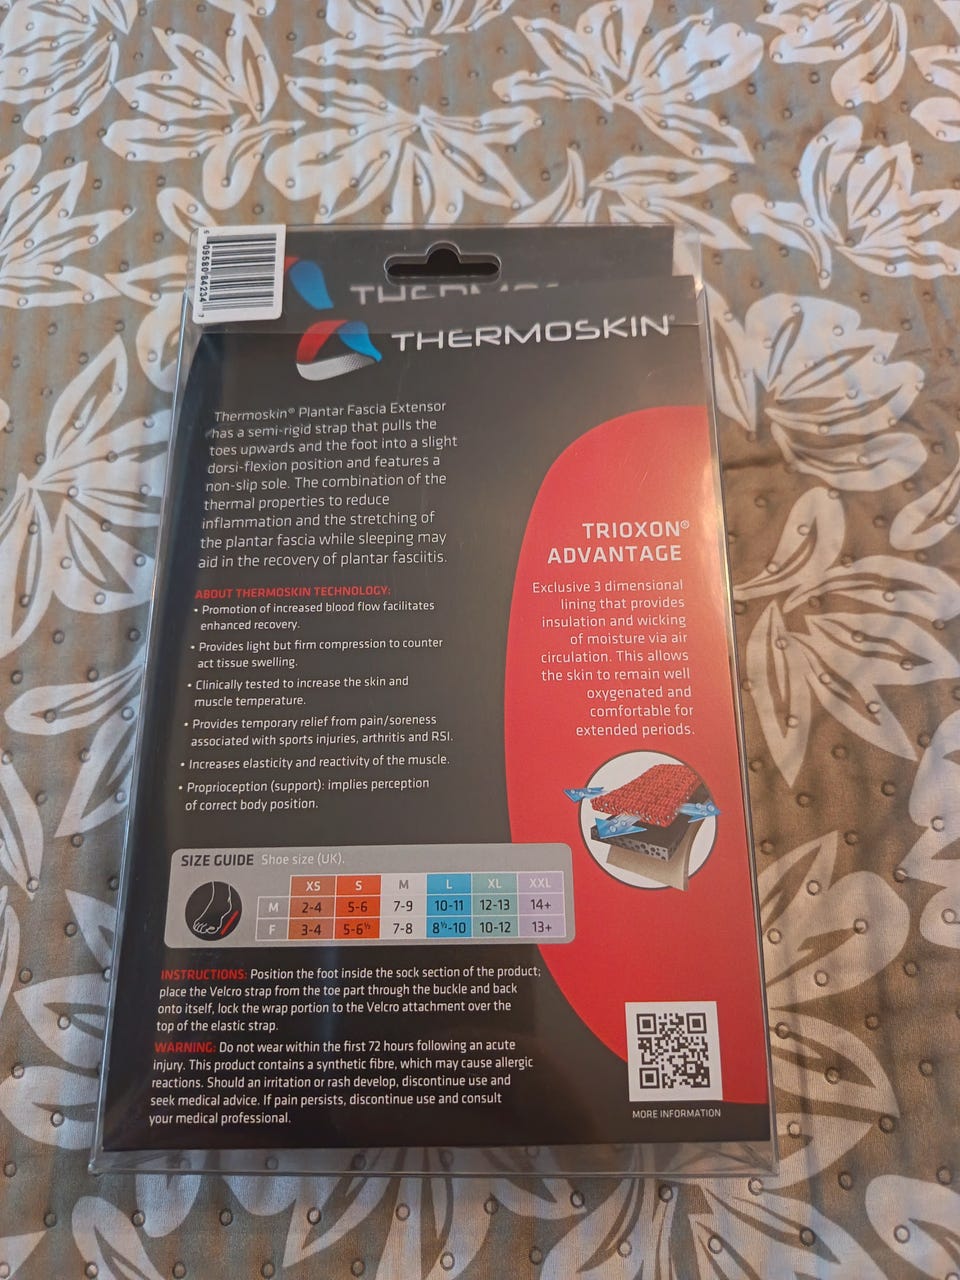 5 09580 84234 7
THERMOSKIN®
Thermoskin® Plantar Fascia Extensor
has a semi-rigid strap that pulls the
toes upwards and the foot into a slight
dorsi-flexion position and features a
non-slip sole. The combination of the
thermal properties to reduce
inflammation and the stretching of
the plantar fascia while sleeping may
aid in the recovery of plantar fasciitis.
ABOUT THERMOSKIN TECHNOLOGY:
• Promotion of increased blood flow facilitates
enhanced recovery.
• Provides light but firm compression to counter
act tissue swelling.
• Clinically tested to increase the skin and
muscle temperature.
• Provides temporary relief from pain/soreness
associated with sports injuries, arthritis and RSI.
• Increases elasticity and reactivity of the muscle.
• Proprioception (support): implies perception
of correct body position.
TRIOXON®
ADVANTAGE
Exclusive 3 dimensional
lining that provides
insulation and wicking
of moisture via air
circulation. This allows
the skin to remain well
oxygenated and
comfortable for
extended periods.
SIZE GUIDE Shoe size (UK).
XS S M L XL XXL
M 2-4 5-6 7-9 10-11 12-13 14+
F 3-4 5-6½ 7-8 8½-10 10-12 13+
INSTRUCTIONS: Position the foot inside the sock section of the product;
place the Velcro strap from the toe part through the buckle and back
onto itself, lock the wrap portion to the Velcro attachment over the
top of the elastic strap.
WARNING: Do not wear within the first 72 hours following an acute
injury. This product contains a synthetic fibre, which may cause allergic
reactions. Should an irritation or rash develop, discontinue use and
seek medical advice. If pain persists, discontinue use and consult
your medical professional.
MORE INFORMATION